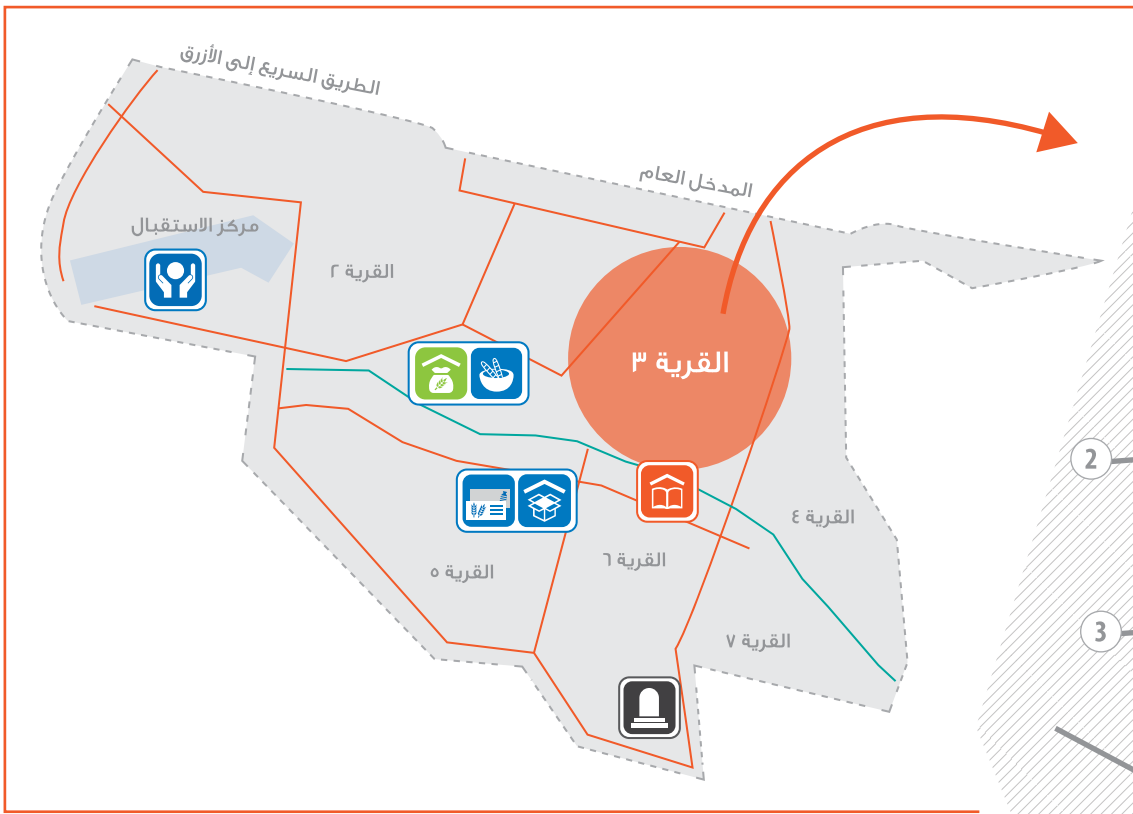 الطريق السريع إلى الأزرق
المدخل العام
مركز الاستقبال
القرية ٢
القرية ٣
القرية ٤
القرية ٥
القرية ٦
القرية ٧
2
3